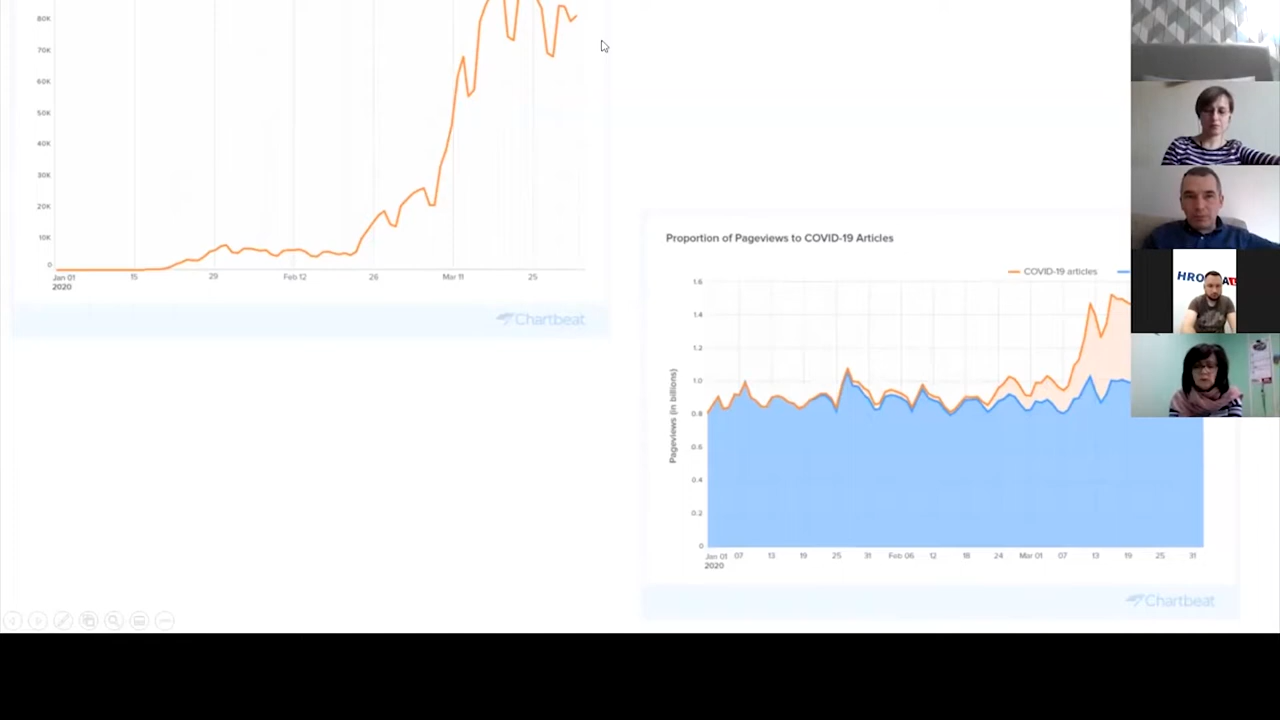 80K
70K
60K
50K
40K
30K
20K
10K
0
Jan 01 15 29 Feb 12 26 Mar 11 25
2020
Chartbeat
Proportion of Pageviews to COVID-19 Articles
COVID-19 articles
1.6
1.4
1.2
1.0
0.8
0.6
0.4
0.2
0
Pageviews (in billions)
Jan 01 07 13 19 25 31 Feb 06 12 18 24 Mar 01 07 13 19 25 31
2020
Chartbeat
HRO